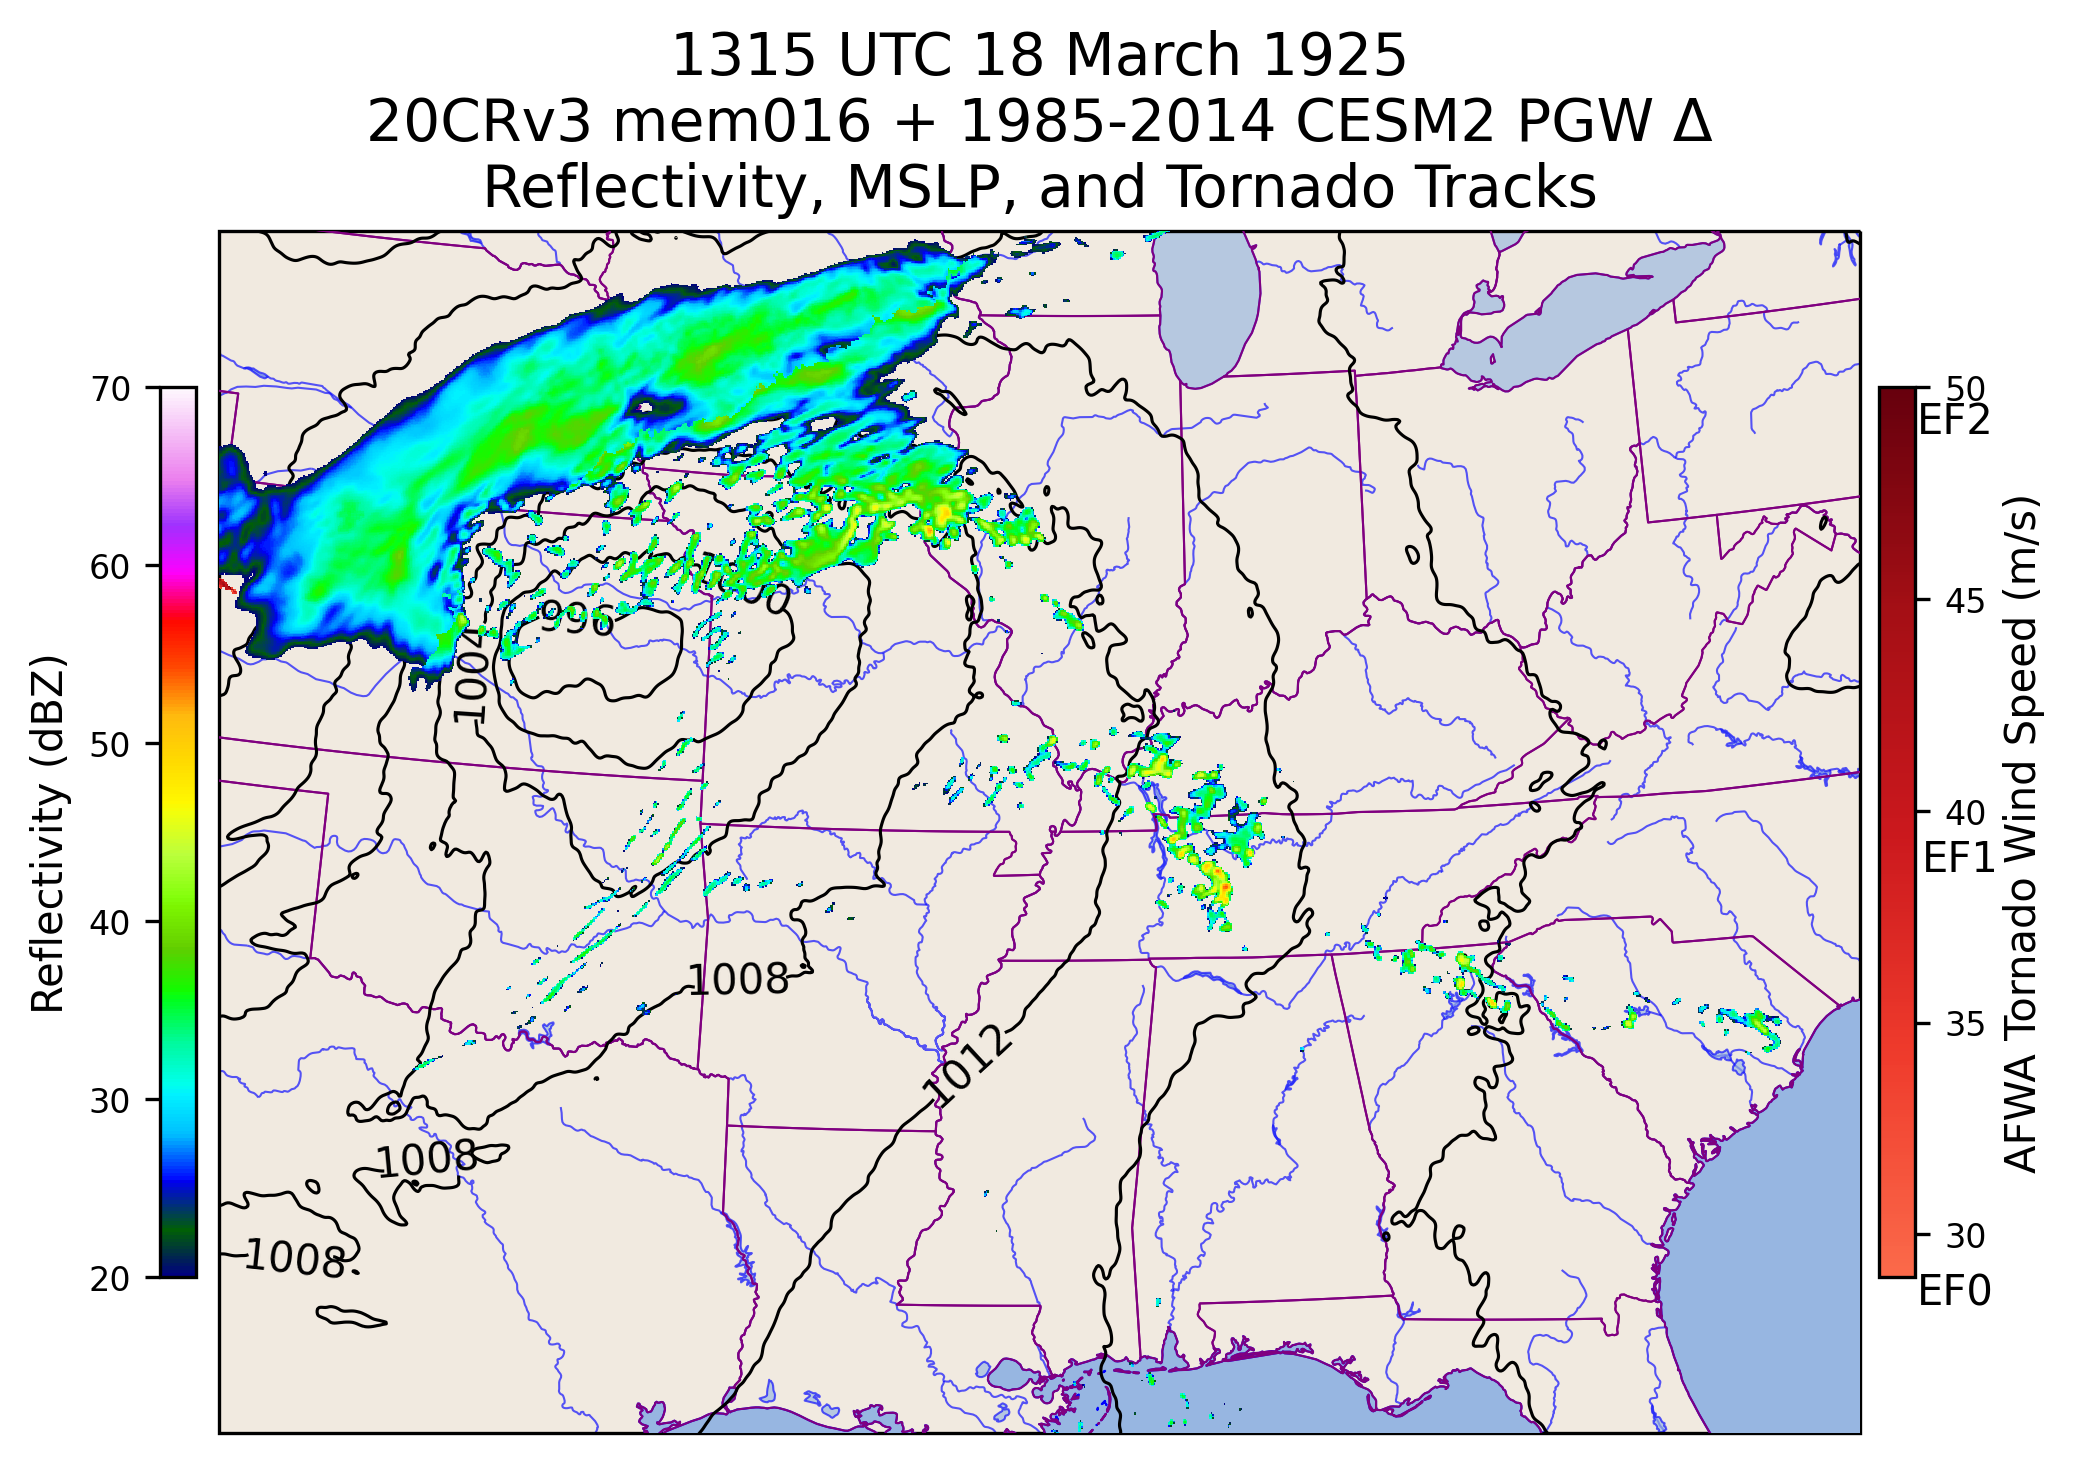 1315 UTC 18 March 1925
20CRv3 mem016 + 1985-2014 CESM2 PGW Δ
Reflectivity, MSLP, and Tornado Tracks
Reflectivity (dBZ)
70
60
50
40
30
20
996
1004
1008
1012
1008
1008
50
EF2
45
40
EF1
35
30
EF0
AFWA Tornado Wind Speed (m/s)